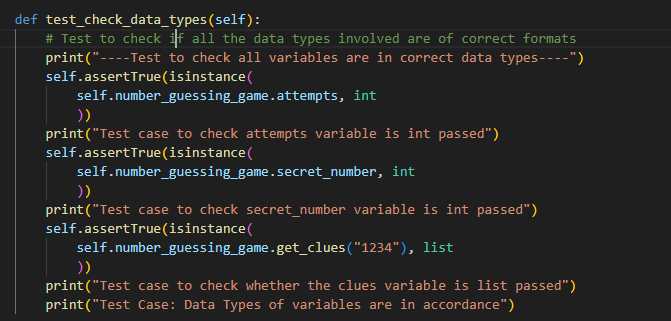 def test_check_data_types(self):
    # Test to check if all the data types involved are of correct formats
    print("----Test to check all variables are in correct data types----")
    self.assertTrue(isinstance(
        self.number_guessing_game.attempts, int
        ))
    print("Test case to check attempts variable is int passed")
    self.assertTrue(isinstance(
        self.number_guessing_game.secret_number, int
        ))
    print("Test case to check secret_number variable is int passed")
    self.assertTrue(isinstance(
        self.number_guessing_game.get_clues("1234"), list
        ))
    print("Test case to check whether the clues variable is list passed")
    print("Test Case: Data Types of variables are in accordance")